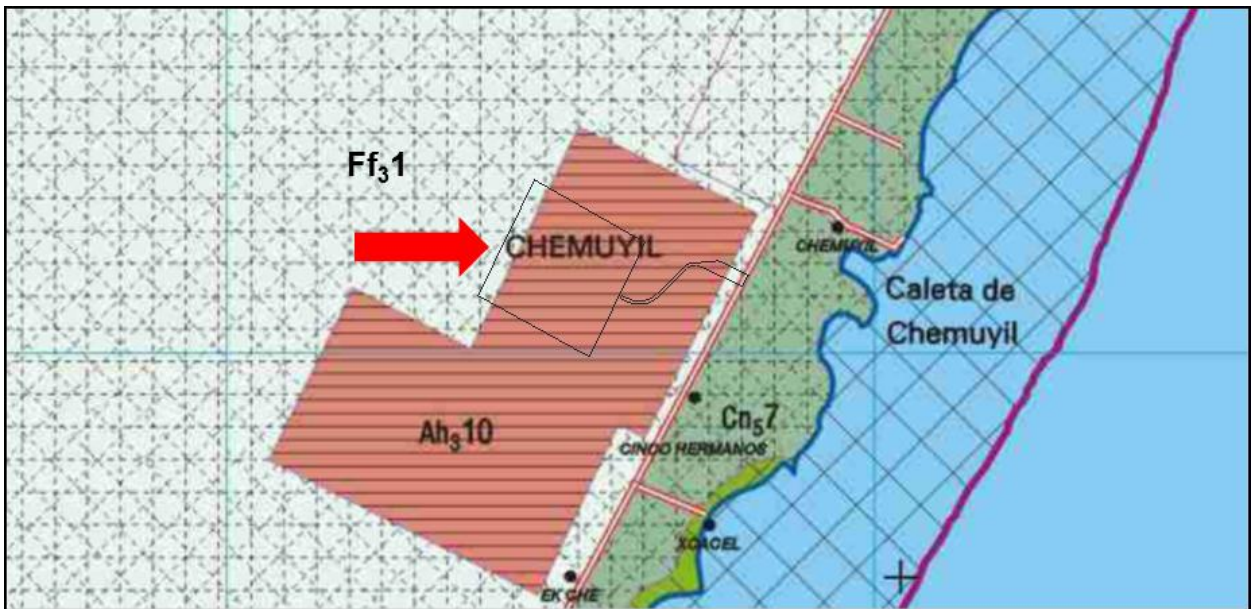 Ff₃1
CHEMUYIL
CHEMUYIL
Caleta de
Chemuyil
Cn₅7
Ah₃10
CINCO HERMANOS
XCACEL
EK CHE